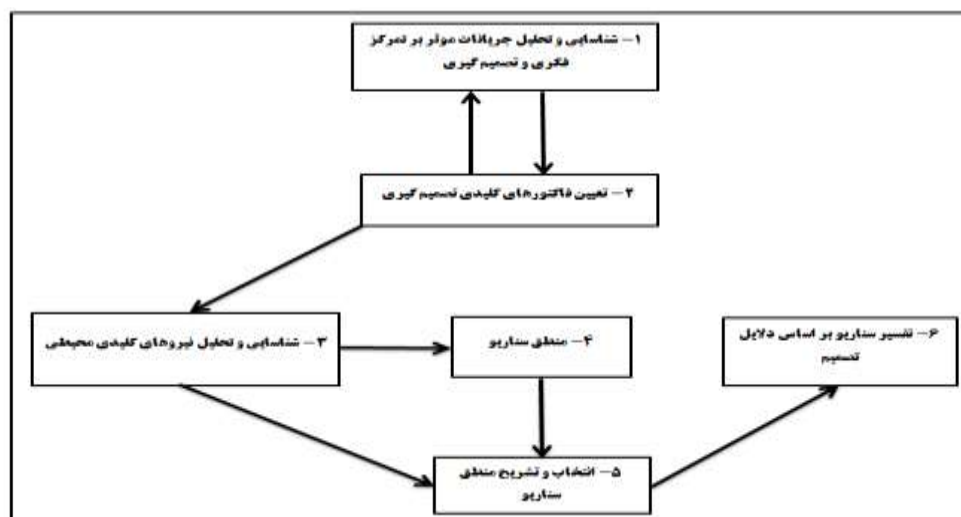 ۱- شناسایی و تحلیل جریانات موثر بر تمرکز
فکری و تصمیم گیری
۲- تعیین فاکتورهای کلیدی تصمیم گیری
۳- شناسایی و تحلیل نیروهای کلیدی محیطی
۴- منطق سناریو
۵- انتخاب و تشریح منطق
سناریو
۶- تفسیر سناریو بر اساس دلایل
تصمیم